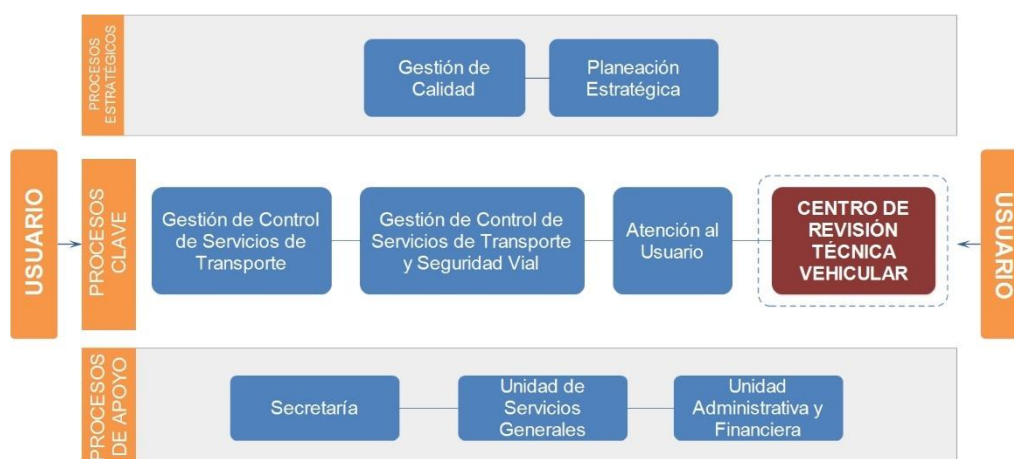 PROCESOS
ESTRATÉGICOS
Gestión de
Calidad
Planeación
Estratégica
USUARIO
PROCESOS
CLAVE
Gestión de Control
de Servicios de
Transporte
Gestión de Control de
Servicios de Transporte
y Seguridad Vial
Atención al
Usuario
CENTRO DE
REVISIÓN
TÉCNICA
VEHICULAR
USUARIO
PROCESOS
DE APOYO
Secretaría
Unidad de
Servicios
Generales
Unidad
Administrativa y
Financiera